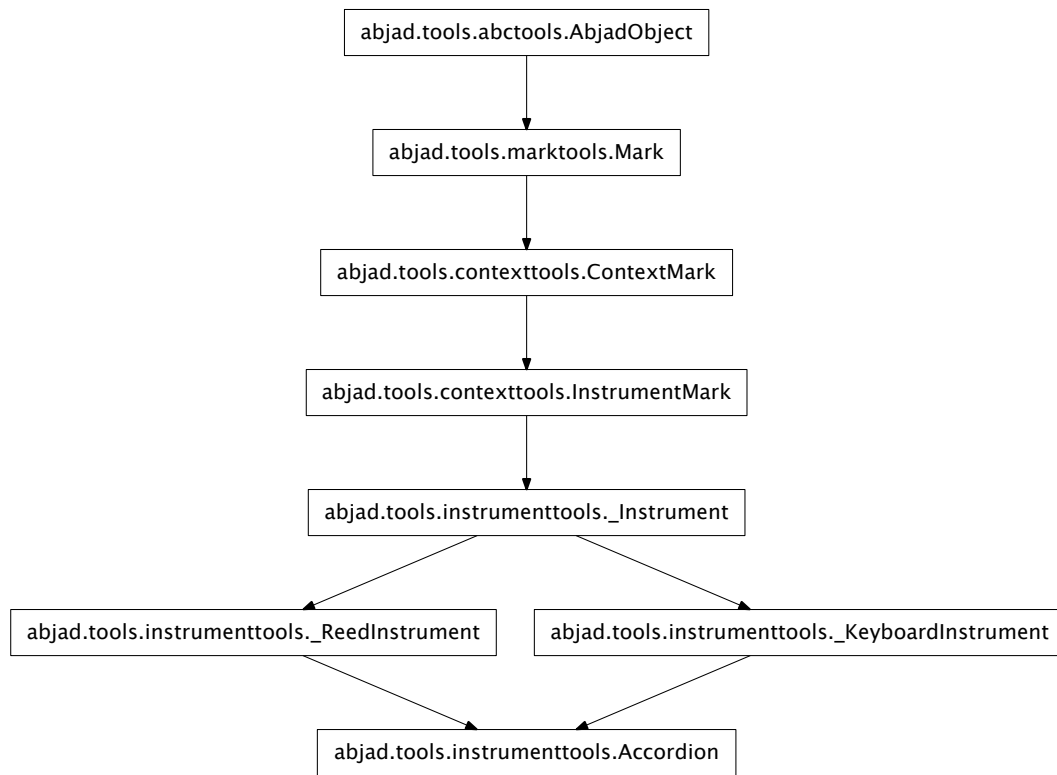 abjad.tools.abctools.AbjadObject
abjad.tools.marktools.Mark
abjad.tools.contexttools.ContextMark
abjad.tools.contexttools.InstrumentMark
abjad.tools.instrumenttools._Instrument
abjad.tools.instrumenttools._ReedInstrument
abjad.tools.instrumenttools._KeyboardInstrument
abjad.tools.instrumenttools.Accordion